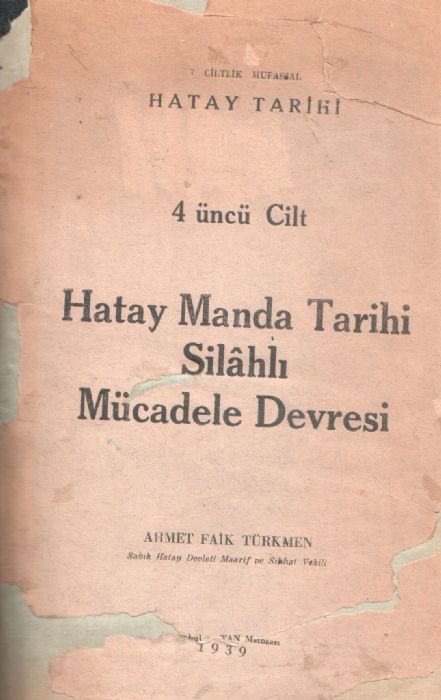 7 CİLTLİK MUFASSAL
HATAY TARİHİ
4 üncü Cilt
Hatay Manda Tarihi
Silâhlı
Mücadele Devresi
AHMET FAİK TÜRKMEN
Sabık Hatay Devleti Maarif ve Sıhhat Vekili
TAN Matbaası
1939